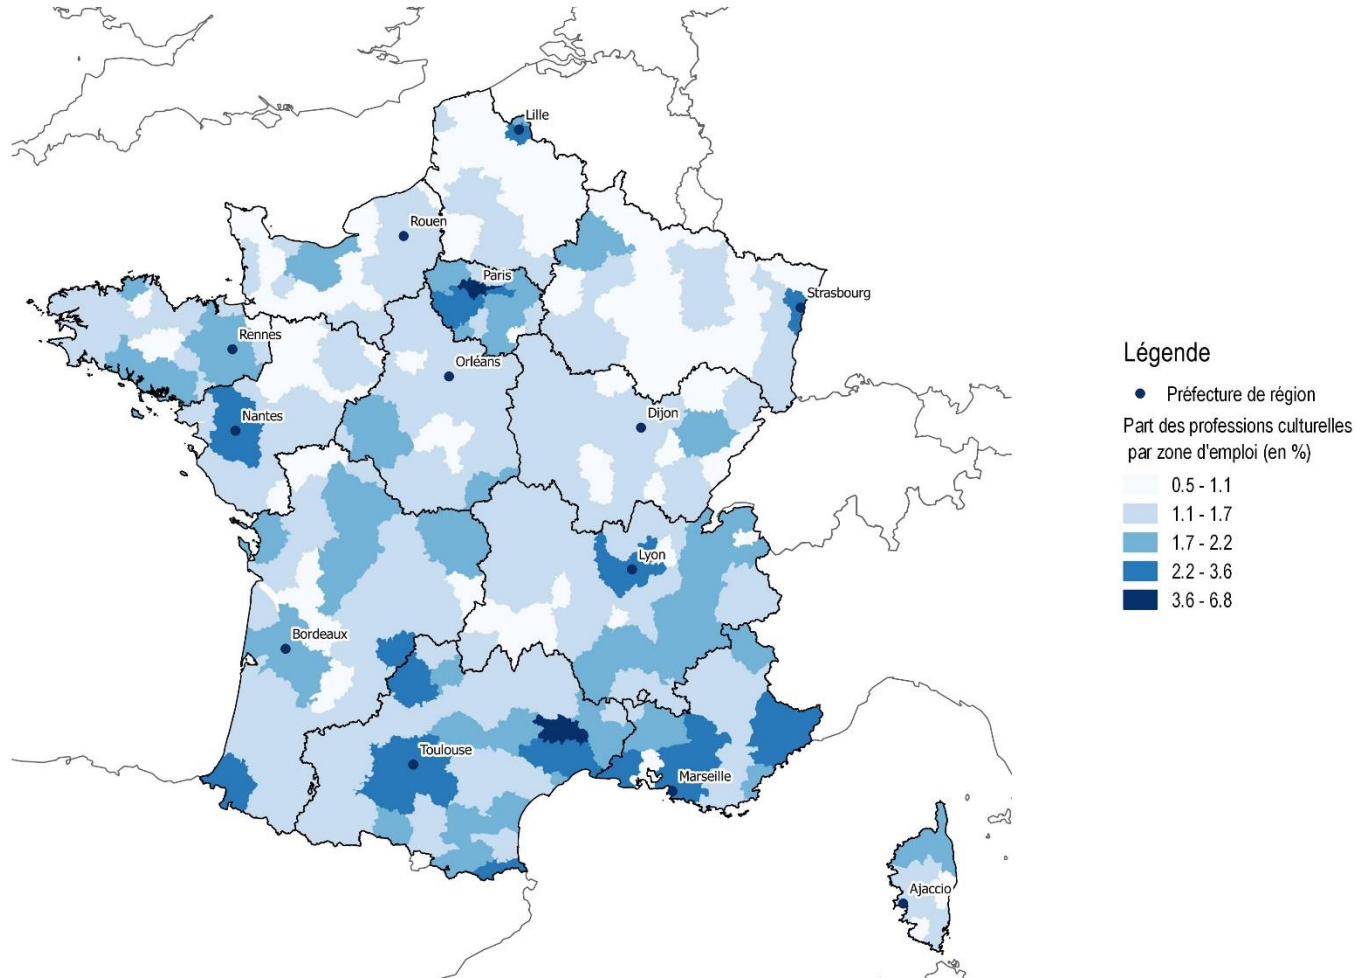 Lille
Rouen
Paris
Strasbourg
Rennes
Orléans
Nantes
Dijon
Lyon
Bordeaux
Toulouse
Marseille
Ajaccio
Légende
Préfecture de région
Part des professions culturelles
par zone d'emploi (en %)
0.5 - 1.1
1.1 - 1.7
1.7 - 2.2
2.2 - 3.6
3.6 - 6.8